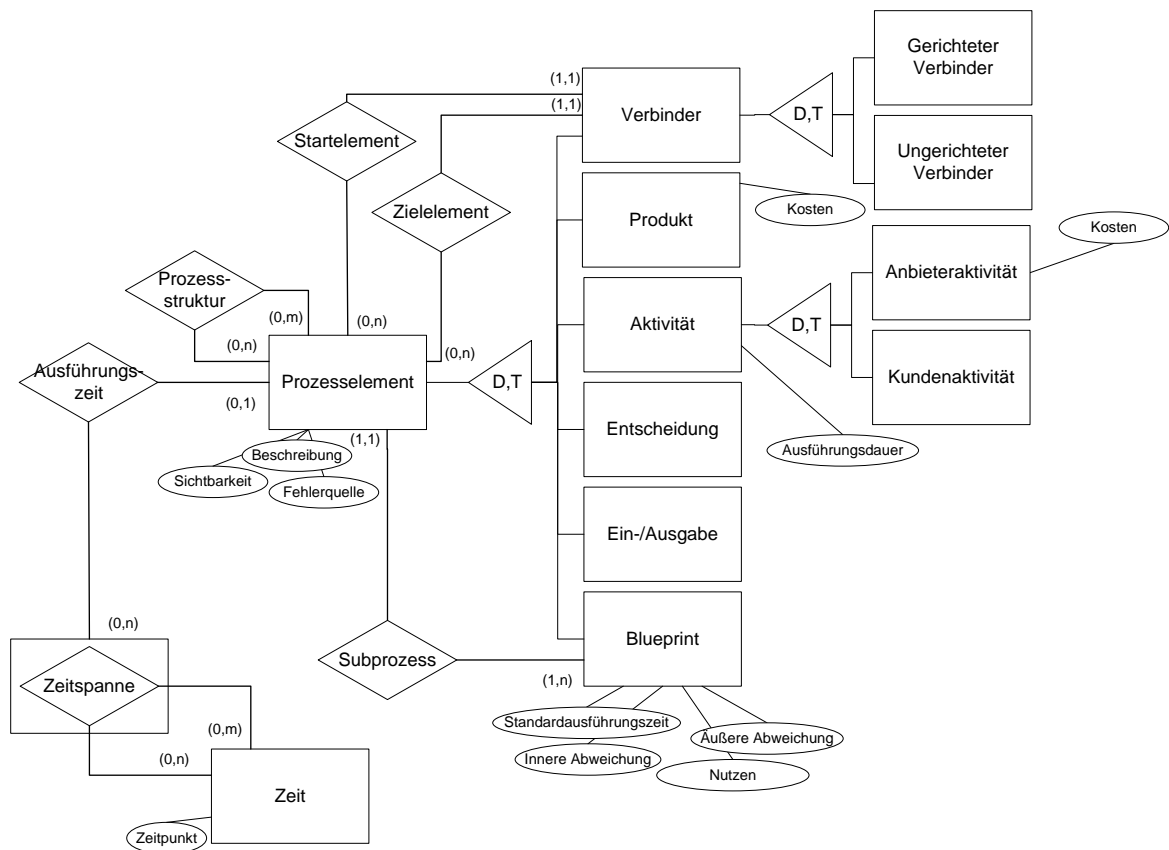 Gerichteter
Verbinder
(1,1)
(1,1)
Verbinder
D,T
Startelement
Ungerichteter
Verbinder
Zielelement
Produkt
Kosten
Kosten
Prozess-
struktur
Anbieteraktivität
(0,m)
(0,n)
Aktivität
D,T
(0,n)
(0,n)
Ausführungs-
zeit
Prozesselement
D,T
Kundenaktivität
(0,1)
(1,1)
Entscheidung
Beschreibung
Ausführungsdauer
Sichtbarkeit
Fehlerquelle
Ein-/Ausgabe
(0,n)
Blueprint
Subprozess
Zeitspanne
(1,n)
(0,m)
Standardausführungszeit
Äußere Abweichung
(0,n)
Innere Abweichung
Nutzen
Zeit
Zeitpunkt